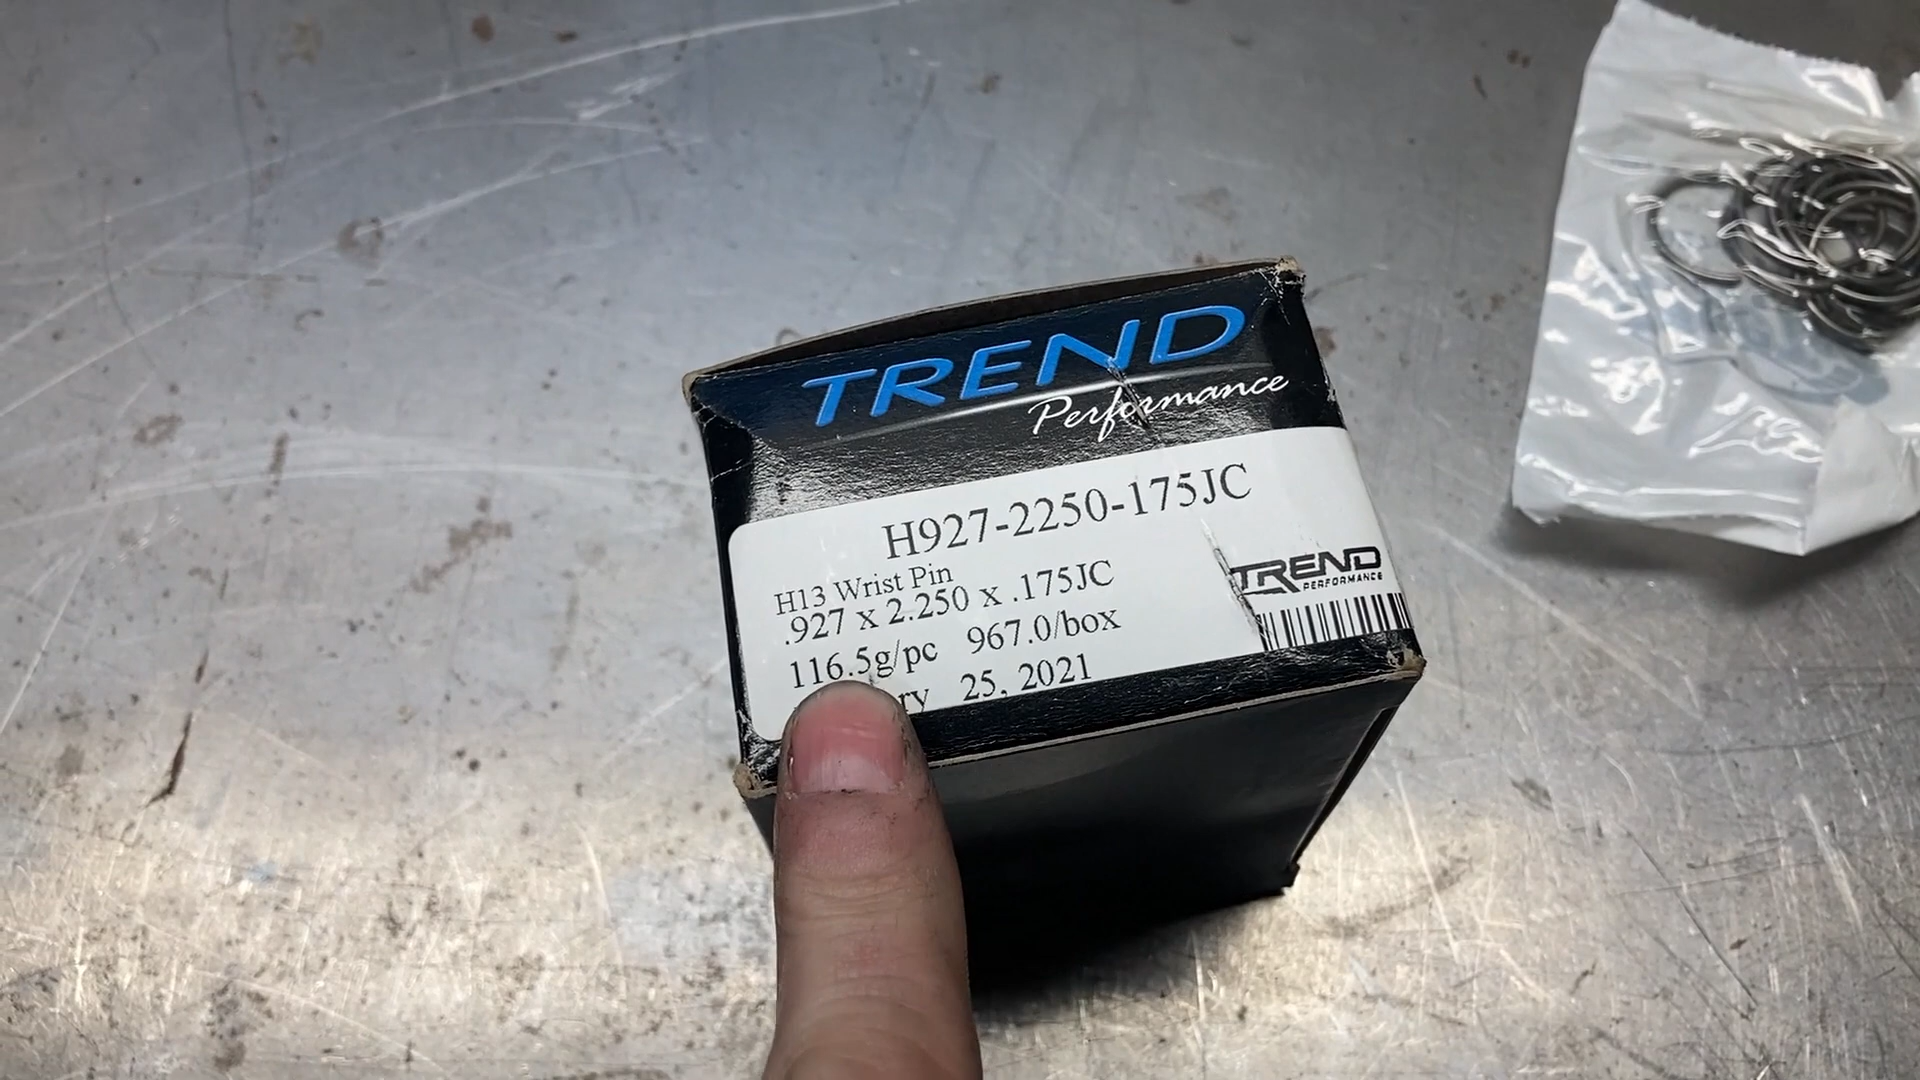 TREND
Performance
H927-2250-175JC
H13 Wrist Pin
.927 x 2.250 x .175JC
116.5g/pc 967.0/box
25, 2021
TREND
PERFORMANCE